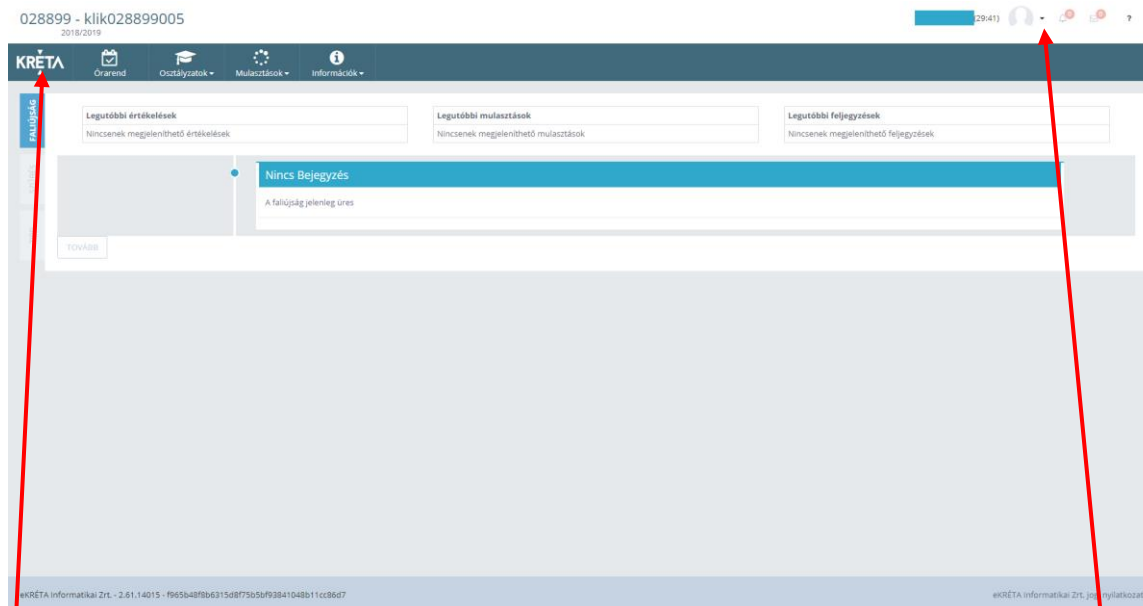 028899 - klik028899005
2018/2019
(29:41)
0
0
?
KRÉTA
Órarend
Osztályzatok
Mulasztások
Információk
FALIÚJSÁG
Legutóbbi értékelések
Nincsenek megjeleníthető értékelések
Legutóbbi mulasztások
Nincsenek megjeleníthető mulasztások
Legutóbbi feljegyzések
Nincsenek megjeleníthető feljegyzések
Nincs Bejegyzés
A faliújság jelenleg üres
TOVÁBB
eKRÉTA Informatikai Zrt. - 2.61.14015 - f965b48f8b6315d8f75b5bf93841048b11cc86d7
eKRÉTA Informatikai Zrt. jogi nyilatkozat